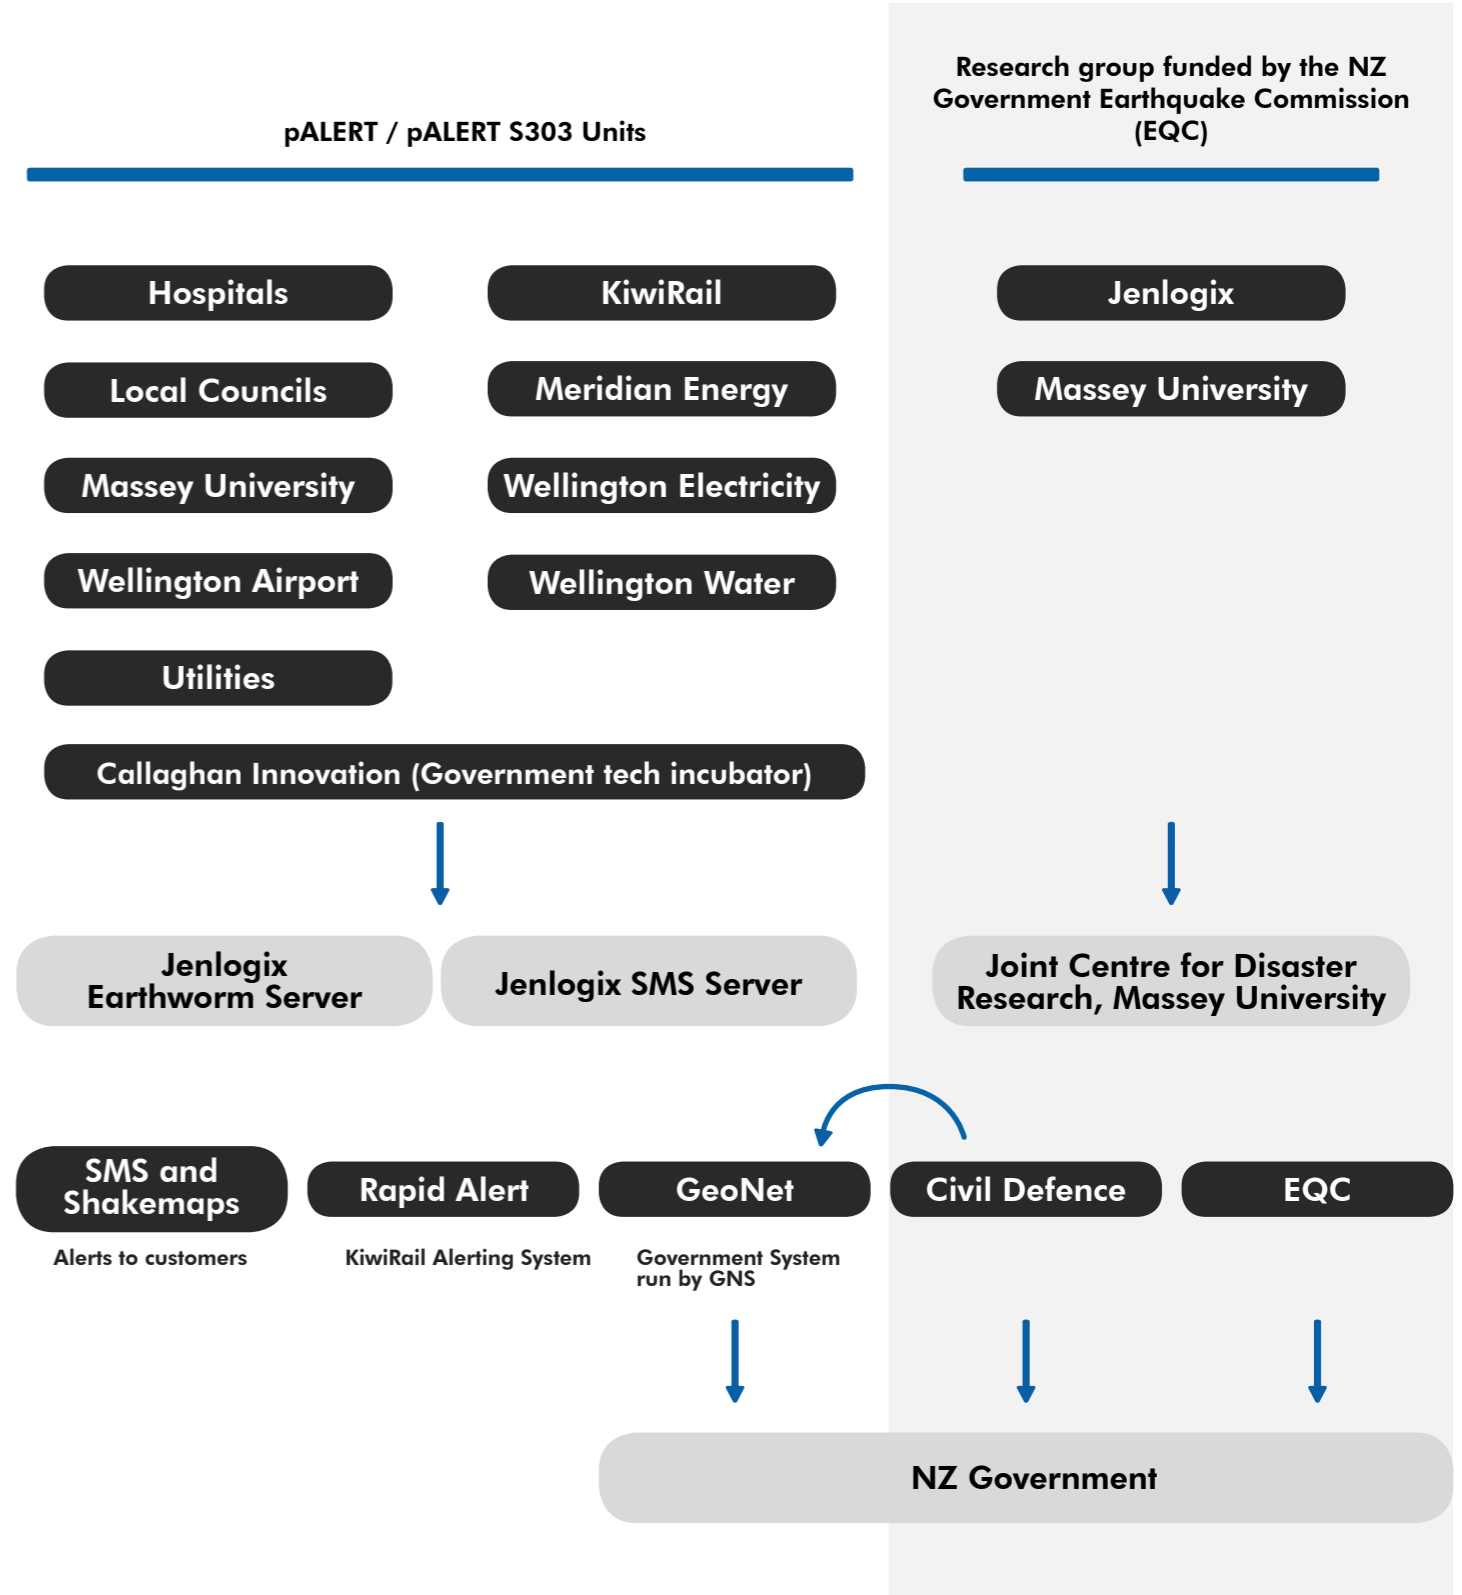 pALERT / pALERT S303 Units
Research group funded by the NZ
Government Earthquake Commission
(EQC)
Hospitals
KiwiRail
Jenlogix
Local Councils
Meridian Energy
Massey University
Massey University
Wellington Electricity
Wellington Airport
Wellington Water
Utilities
Callaghan Innovation (Government tech incubator)
Jenlogix
Earthworm Server
Jenlogix SMS Server
Joint Centre for Disaster
Research, Massey University
SMS and
Shakemaps
Rapid Alert
GeoNet
Civil Defence
EQC
Alerts to customers
KiwiRail Alerting System
Government System
run by GNS
NZ Government